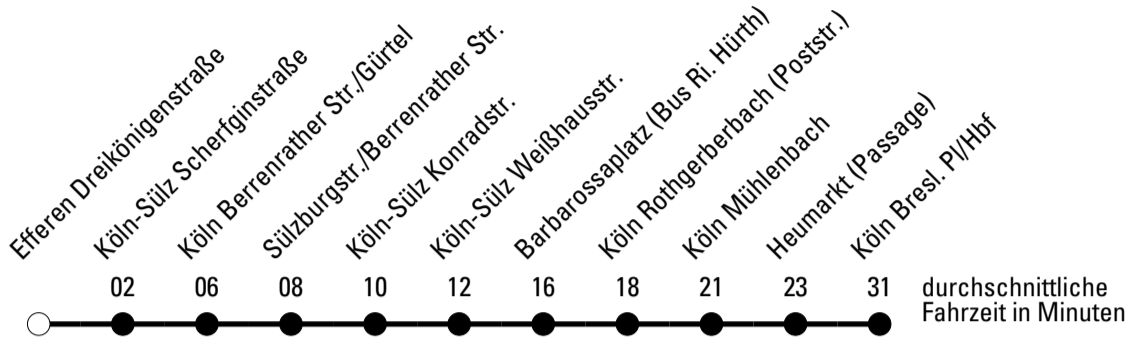 Efferen Dreikönigenstraße
Köln-Sülz Scherfginstraße
Köln Berrenrather Str./Gürtel
Sülzburgstr./Berrenrather Str.
Köln-Sülz Konradstr.
Köln-Sülz Weißhausstr.
Barbarossaplatz (Bus Ri. Hürth)
Köln Rothgerberbach (Poststr.)
Köln Mühlenbach
Heumarkt (Passage)
Köln Bresl. Pl/Hbf
02 06 08 10 12 16 18 21 23 31
durchschnittliche
Fahrzeit in Minuten